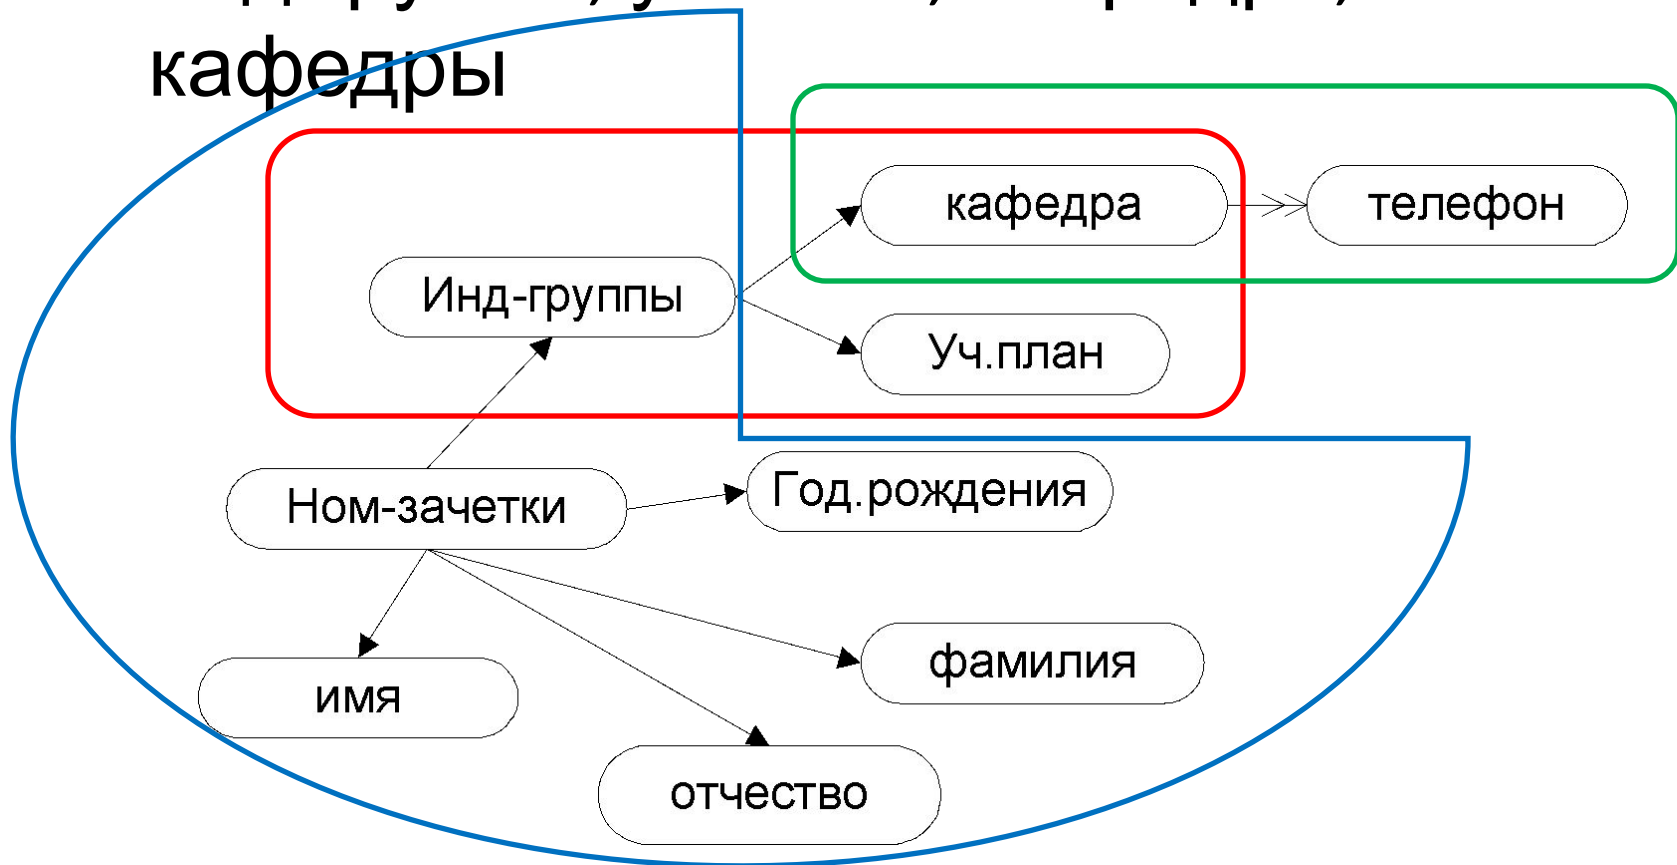 кафедры
кафедра
телефон
Инд-группы
Уч.план
Год.рождения
Ном-зачетки
фамилия
имя
отчество